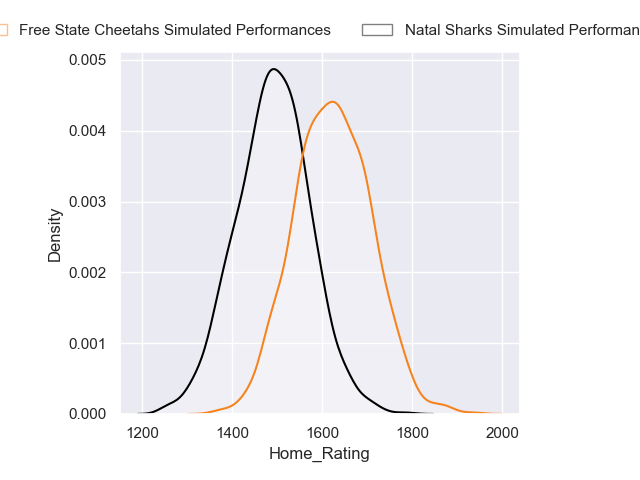 Free State Cheetahs Simulated Performances
Natal Sharks Simulated
0.005
0.004
0.003
0.002
0.001
0.000
Density
1200 1400 1600 1800 2000
Home_Rating